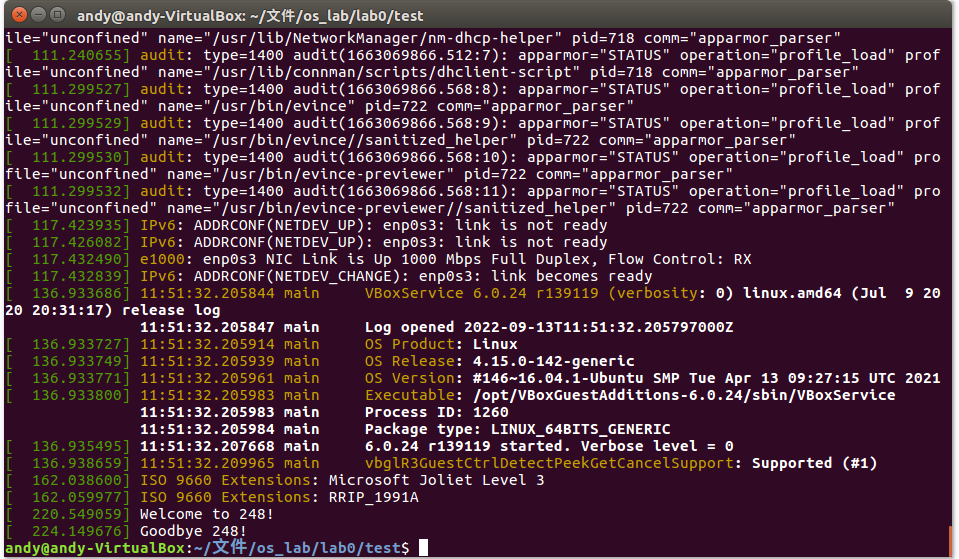 andy@andy-VirtualBox: ~/文件/os_lab/lab0/test
ile="unconfined" name="/usr/lib/NetworkManager/nm-dhcp-helper" pid=718 comm="apparmor_parser"
[  111.240655] audit: type=1400 audit(1663069866.512:7): apparmor="STATUS" operation="profile_load" prof
ile="unconfined" name="/usr/lib/connman/scripts/dhclient-script" pid=718 comm="apparmor_parser"
[  111.299527] audit: type=1400 audit(1663069866.568:8): apparmor="STATUS" operation="profile_load" prof
ile="unconfined" name="/usr/bin/evince" pid=722 comm="apparmor_parser"
[  111.299529] audit: type=1400 audit(1663069866.568:9): apparmor="STATUS" operation="profile_load" prof
ile="unconfined" name="/usr/bin/evince//sanitized_helper" pid=722 comm="apparmor_parser"
[  111.299530] audit: type=1400 audit(1663069866.568:10): apparmor="STATUS" operation="profile_load" pro
file="unconfined" name="/usr/bin/evince-previewer" pid=722 comm="apparmor_parser"
[  111.299532] audit: type=1400 audit(1663069866.568:11): apparmor="STATUS" operation="profile_load" pro
file="unconfined" name="/usr/bin/evince-previewer//sanitized_helper" pid=722 comm="apparmor_parser"
[  117.423935] IPv6: ADDRCONF(NETDEV_UP): enp0s3: link is not ready
[  117.426082] IPv6: ADDRCONF(NETDEV_UP): enp0s3: link is not ready
[  117.432490] e1000: enp0s3 NIC Link is Up 1000 Mbps Full Duplex, Flow Control: RX
[  117.432839] IPv6: ADDRCONF(NETDEV_CHANGE): enp0s3: link becomes ready
[  136.933686] 11:51:32.205844 main     VBoxService 6.0.24 r139119 (verbosity: 0) linux.amd64 (Jul  9 20
20 20:31:17) release log
11:51:32.205847 main     Log opened 2022-09-13T11:51:32.205797000Z
[  136.933727] 11:51:32.205914 main     OS Product: Linux
[  136.933749] 11:51:32.205939 main     OS Release: 4.15.0-142-generic
[  136.933771] 11:51:32.205961 main     OS Version: #146~16.04.1-Ubuntu SMP Tue Apr 13 09:27:15 UTC 2021
[  136.933800] 11:51:32.205983 main     Executable: /opt/VBoxGuestAdditions-6.0.24/sbin/VBoxService
11:51:32.205983 main     Process ID: 1260
11:51:32.205984 main     Package type: LINUX_64BITS_GENERIC
[  136.935495] 11:51:32.207668 main     6.0.24 r139119 started. Verbose level = 0
[  136.938659] 11:51:32.209965 main     vbglR3GuestCtrlDetectPeekGetCancelSupport: Supported (#1)
[  162.038600] ISO 9660 Extensions: Microsoft Joliet Level 3
[  162.059977] ISO 9660 Extensions: RRIP_1991A
[  220.549059] Welcome to 248!
[  224.149676] Goodbye 248!
andy@andy-VirtualBox:~/文件/os_lab/lab0/test$